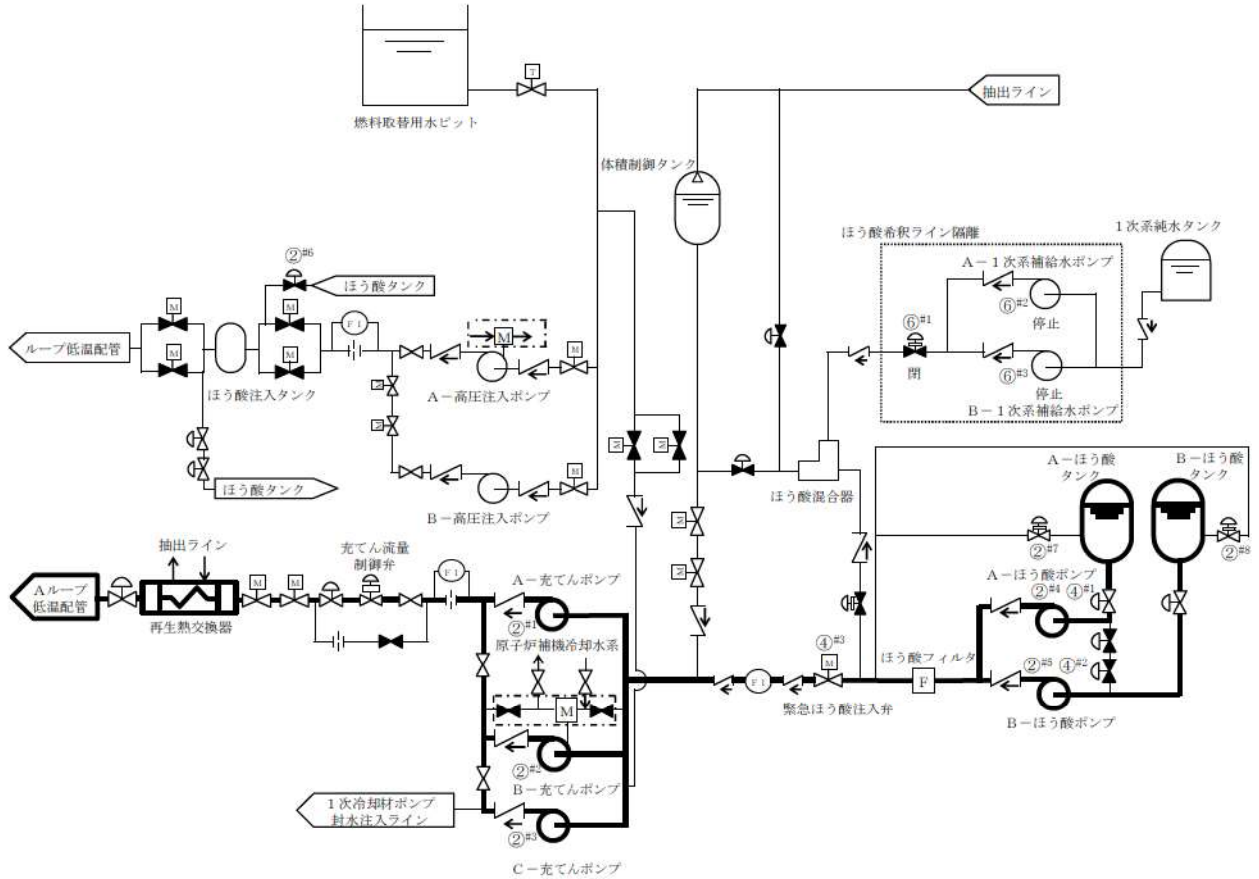 T
燃料取替用水ピット
抽出ライン
体積制御タンク
ほう酸希釈ライン隔離
1次系純水タンク
A－1次系補給水ポンプ
⑥#2
停止
⑥#1
閉
⑥#3
停止
B－1次系補給水ポンプ
②#6
ほう酸タンク
M
M
F I
M
M
ループ低温配管
M
M
ほう酸注入タンク
A－高圧注入ポンプ
M
M
ほう酸タンク
M
B－高圧注入ポンプ
M
M
ほう酸混合器
A－ほう酸
タンク
B－ほう酸
タンク
②#7
②#8
M
M
抽出ライン
充てん流量
制御弁
F I
A－充てんポンプ
Aループ
低温配管
M
M
再生熱交換器
②#1
原子炉補機冷却水系
M
②#2
B－充てんポンプ
1次冷却材ポンプ
封水注入ライン
②#3
C－充てんポンプ
F I
④#3
M
緊急ほう酸注入弁
ほう酸フィルタ
F
A－ほう酸ポンプ
②#4 ④#1
②#5 ④#2
B－ほう酸ポンプ